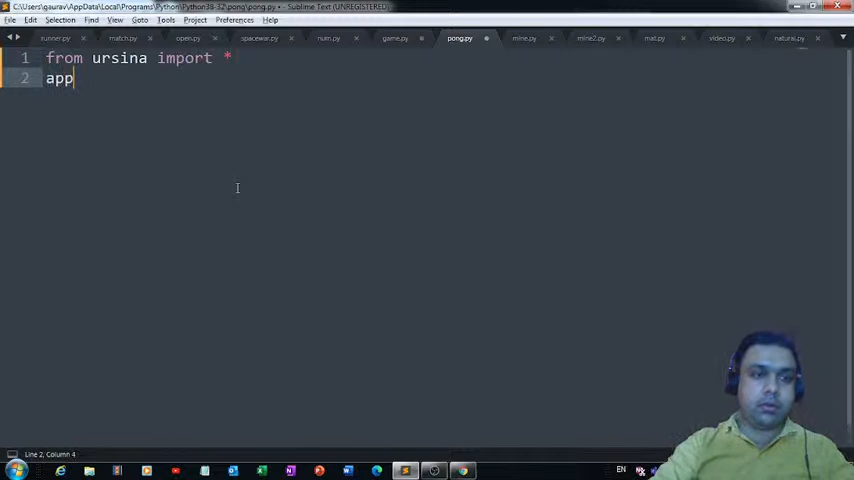 C:\Users\gaurav\AppData\Local\Programs\Python\Python38-32\pong\pong.py • - Sublime Text (UNREGISTERED)
File Edit Selection Find View Goto Tools Project Preferences Help
runner.py match.py open.py spacewar.py num.py game.py pong.py mine.py mine2.py mat.py video.py natural.py
1 from ursina import *
2 app
Line 2, Column 4
EN